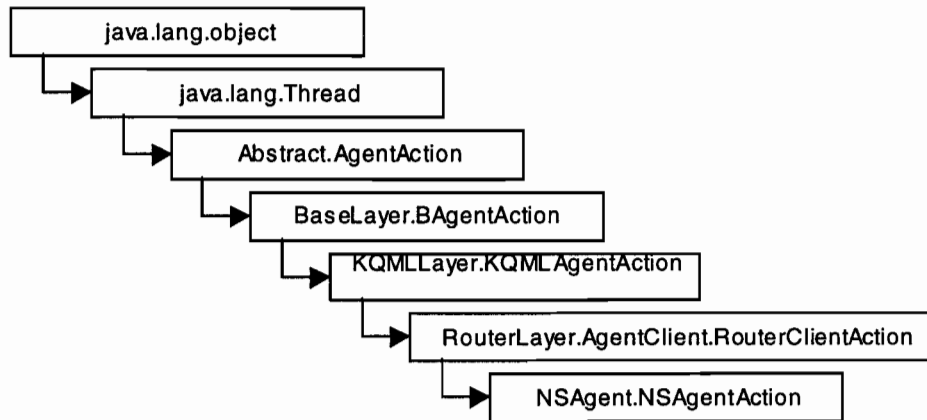 java.lang.object
java.lang.Thread
Abstract.AgentAction
BaseLayer.BAgentAction
KQMLLayer.KQMLAgentAction
RouterLayer.AgentClient.RouterClientAction
NSAgent.NSAgentAction